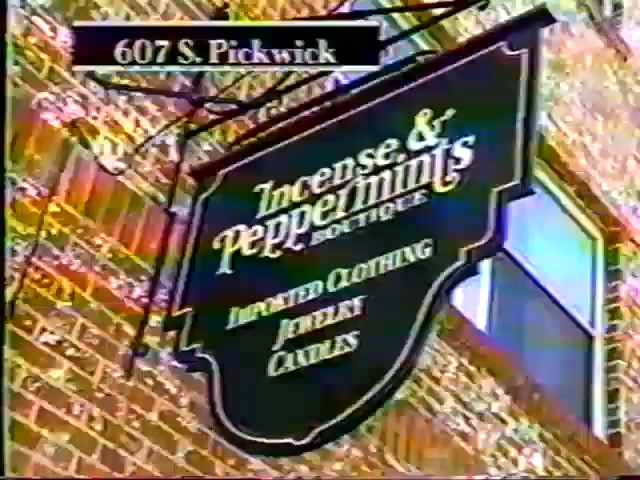 607 S. Pickwick
Incense &
Peppermints
BOUTIQUE
IMPORTED CLOTHING
JEWELRY
CANDLES